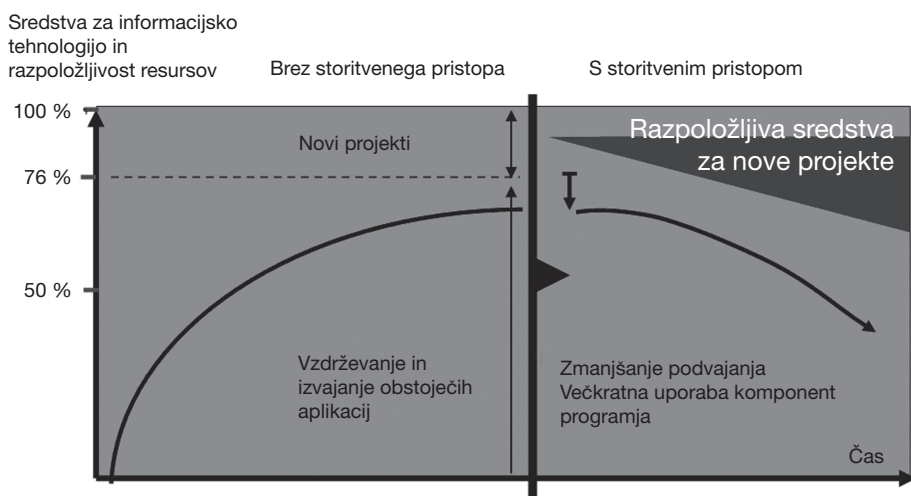 Sredstva za informacijsko
tehnologijo in
razpoložljivost resursov
Brez storitvenega pristopa
S storitvenim pristopom
100 %
Novi projekti
Razpoložljiva sredstva
za nove projekte
76 %
50 %
Vzdrževanje in
izvajanje obstoječih
aplikacij
Zmanjšanje podvajanja
Večkratna uporaba komponent
programja
Čas